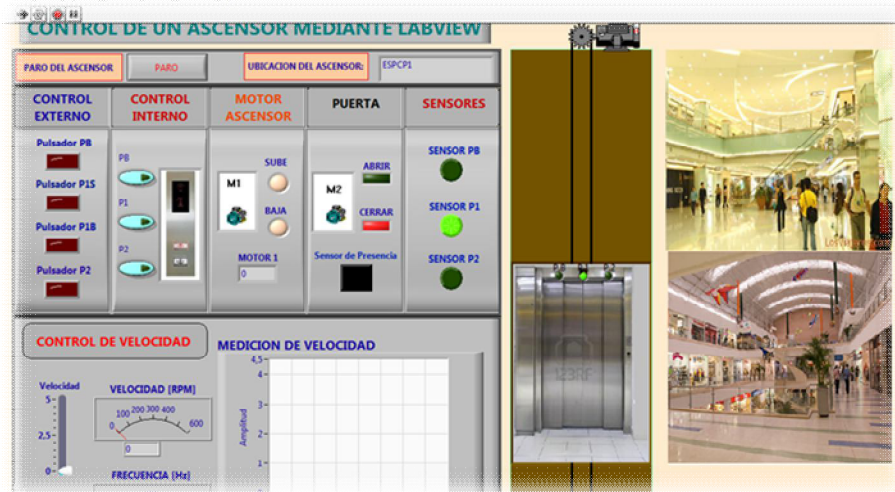 CONTROL DE UN ASCENSOR MEDIANTE LABVIEW
PARO DEL ASCENSOR
PARO
UBICACION DEL ASCENSOR:
ESPCP1
CONTROL
EXTERNO
CONTROL
INTERNO
MOTOR
ASCENSOR
PUERTA
SENSORES
Pulsador PB
Pulsador P1S
Pulsador P1B
Pulsador P2
PB
P1
P2
M1
SUBE
BAJA
MOTOR 1
0
M2
ABRIR
CERRAR
Sensor de Presencia
SENSOR PB
SENSOR P1
SENSOR P2
CONTROL DE VELOCIDAD
Velocidad
5-
2,5-
0-
VELOCIDAD [RPM]
0 100 200 300 400 600
0
FRECUENCIA [Hz]
MEDICION DE VELOCIDAD
Amplitud
4,5-
4-
3-
2-
1-
123RF